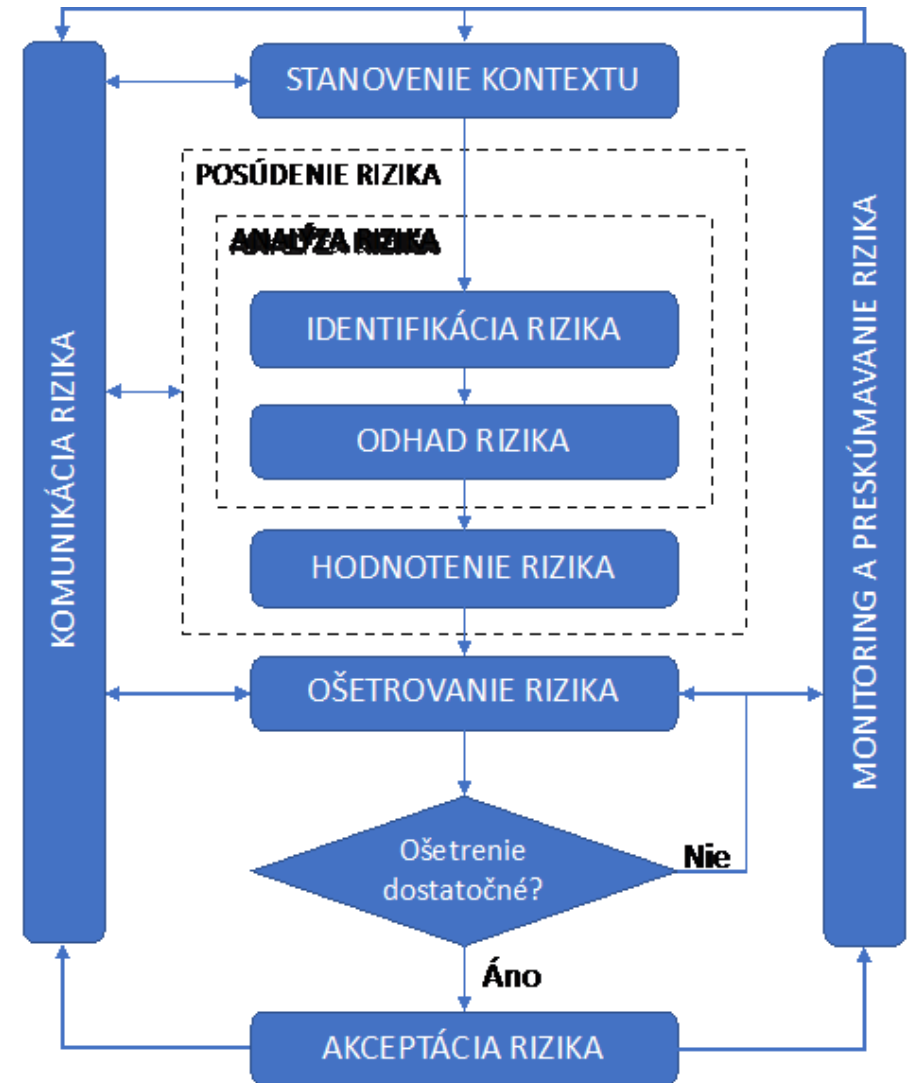 STANOVENIE KONTEXTU
POSÚDENIE RIZIKA
ANALÝZA RIZIKA
IDENTIFIKÁCIA RIZIKA
ODHAD RIZIKA
HODNOTENIE RIZIKA
OŠETROVANIE RIZIKA
Ošetrenie
dostatočné?
Nie
Áno
AKCEPTÁCIA RIZIKA
KOMUNIKÁCIA RIZIKA
MONITORING A PRESKÚMAVANIE RIZIKA